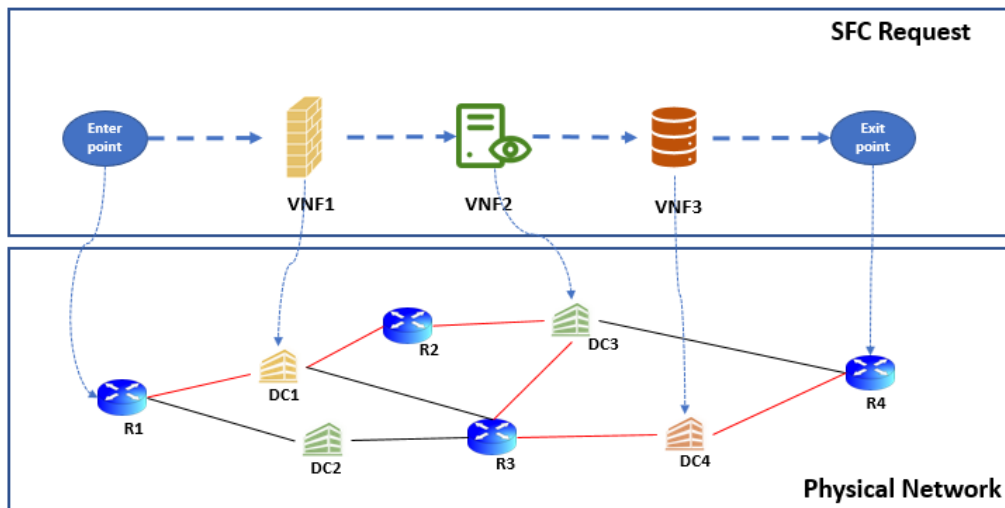 SFC Request
Enter
point
Exit
point
VNF1
VNF2
VNF3
R2
DC3
DC1
R4
R1
DC2
R3
DC4
Physical Network